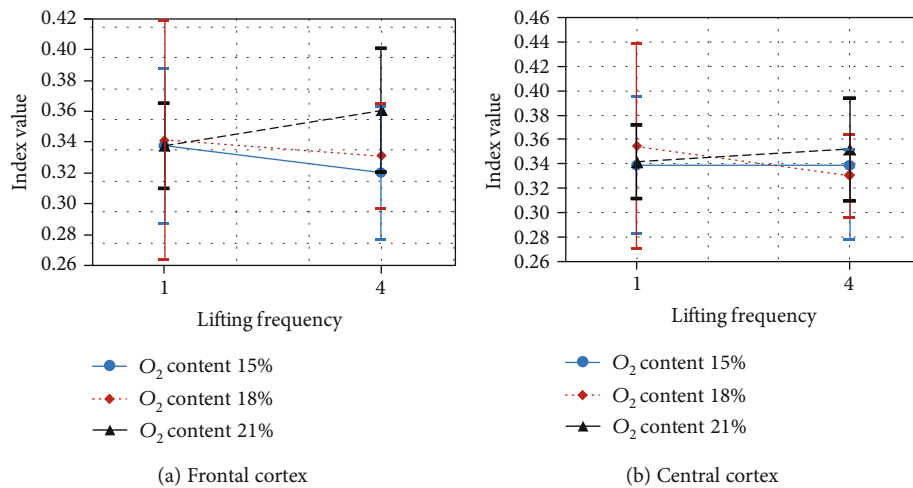 0.42
0.40
0.38
0.36
0.34
0.32
0.30
0.28
0.26
Index value
1
4
Lifting frequency
O2 content 15%
O2 content 18%
O2 content 21%
(a) Frontal cortex
0.46
0.44
0.42
0.40
0.38
0.36
0.34
0.32
0.30
0.28
0.26
Index value
1
4
Lifting frequency
O2 content 15%
O2 content 18%
O2 content 21%
(b) Central cortex